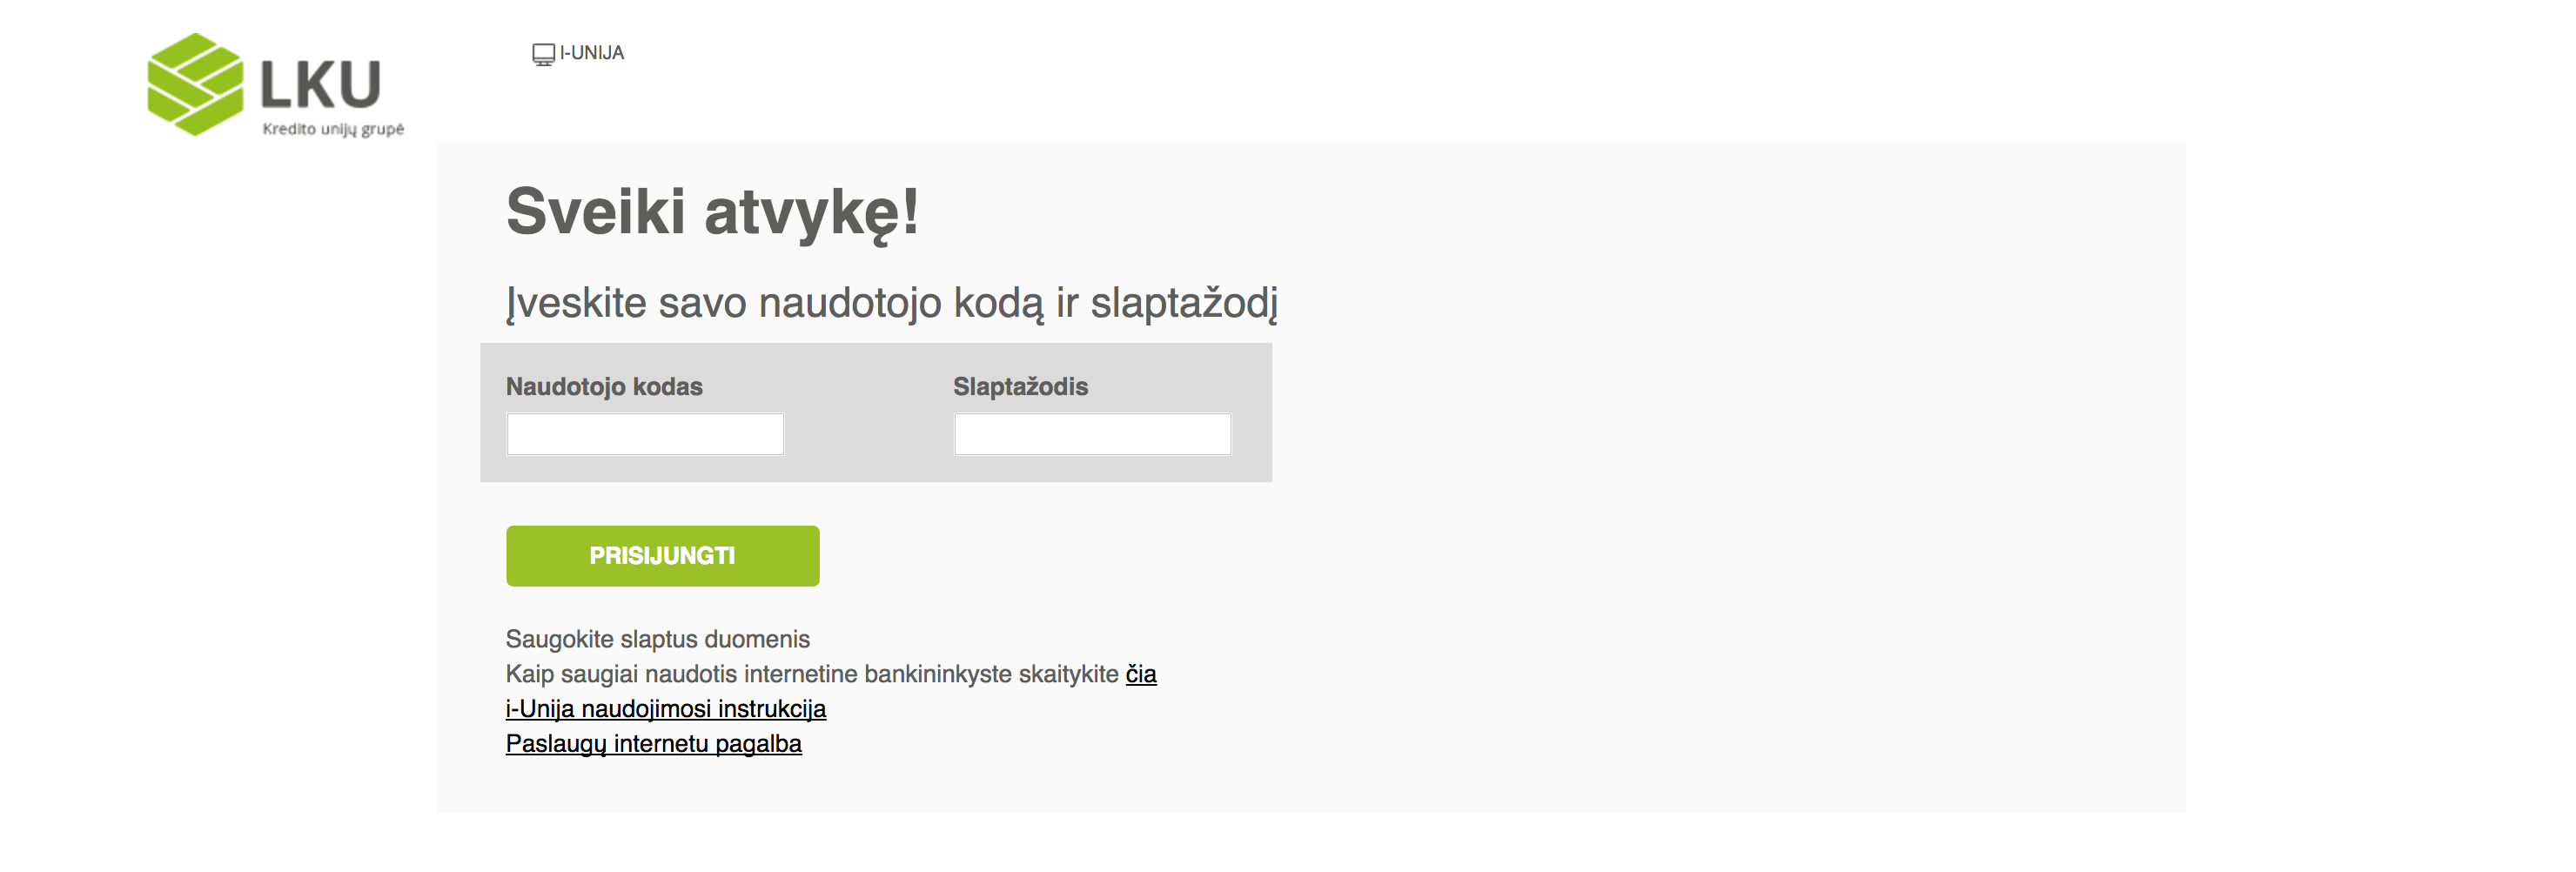 LKU
Kredito unijų grupė
I-UNIJA
Sveiki atvykę!
Įveskite savo naudotojo kodą ir slaptažodį
Naudotojo kodas
Slaptažodis
PRISIJUNGTI
Saugokite slaptus duomenis
Kaip saugiai naudotis internetine bankininkyste skaitykite čia
i-Unija naudojimosi instrukcija
Paslaugų internetu pagalba